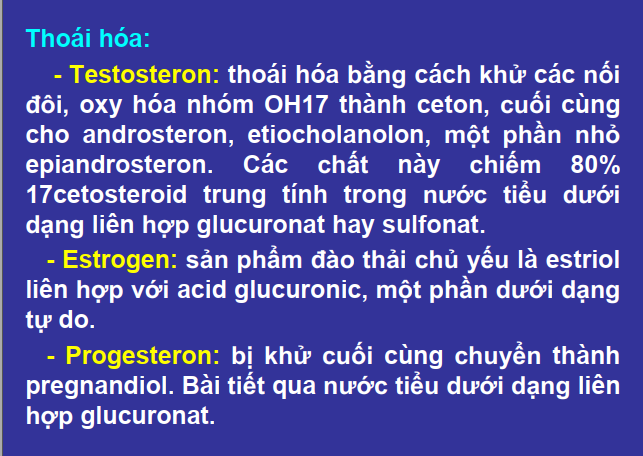 Thoái hóa:
- Testosteron: thoái hóa bằng cách khử các nối
đôi, oxy hóa nhóm OH17 thành ceton, cuối cùng
cho androsteron, etiocholanolon, một phần nhỏ
epiandrosteron. Các chất này chiếm 80%
17cetosteroid trung tính trong nước tiểu dưới
dạng liên hợp glucuronat hay sulfonat.
- Estrogen: sản phẩm đào thải chủ yếu là estriol
liên hợp với acid glucuronic, một phần dưới dạng
tự do.
- Progesteron: bị khử cuối cùng chuyển thành
pregnandiol. Bài tiết qua nước tiểu dưới dạng liên
hợp glucuronat.